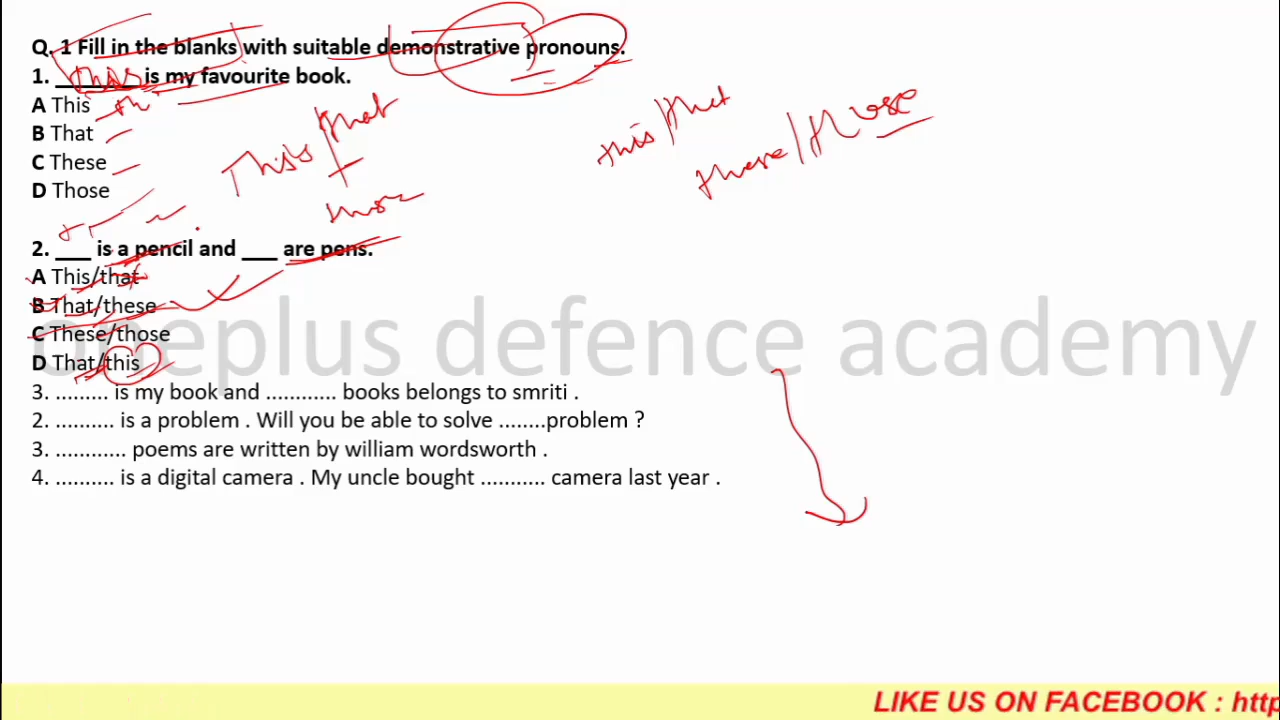 Q. 1 Fill in the blanks with suitable demonstrative pronouns.
1. ________ is my favourite book.
this
A This
th
B That
C These
D Those
This/that
this/that
these/those
2. ___ is a pencil and ___ are pens.
A This/that
B That/these
C These/those
D That/this
oneplus defence academy
3. ......... is my book and ............ books belongs to smriti .
2. .......... is a problem . Will you be able to solve ........problem ?
3. ............ poems are written by william wordsworth .
4. .......... is a digital camera . My uncle bought ........... camera last year .
LIKE US ON FACEBOOK : http